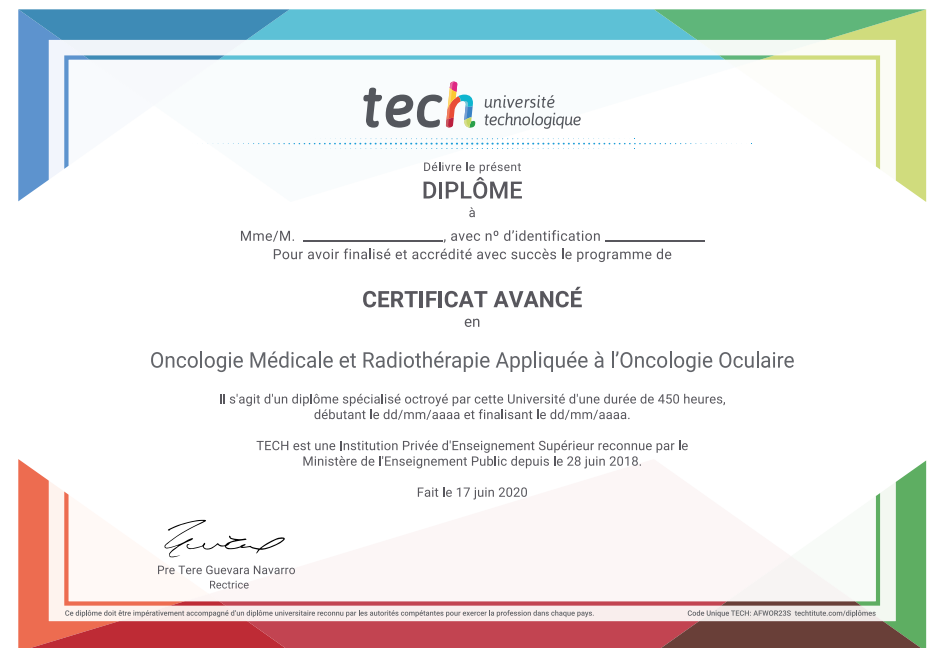 tech université
technologique
Délivre le présent
DIPLÔME
à
Mme/M. ____________________, avec nº d'identification ______________
Pour avoir finalisé et accrédité avec succès le programme de
CERTIFICAT AVANCÉ
en
Oncologie Médicale et Radiothérapie Appliquée à l'Oncologie Oculaire
Il s'agit d'un diplôme spécialisé octroyé par cette Université d'une durée de 450 heures,
débutant le dd/mm/aaaa et finalisant le dd/mm/aaaa.
TECH est une Institution Privée d'Enseignement Supérieur reconnue par le
Ministère de l'Enseignement Public depuis le 28 juin 2018.
Fait le 17 juin 2020
Pre Tere Guevara Navarro
Rectrice
Ce diplôme doit être impérativement accompagné d'un diplôme universitaire reconnu par les autorités compétentes pour exercer la profession dans chaque pays.
Code Unique TECH: AFWOR23S techtitute.com/diplômes